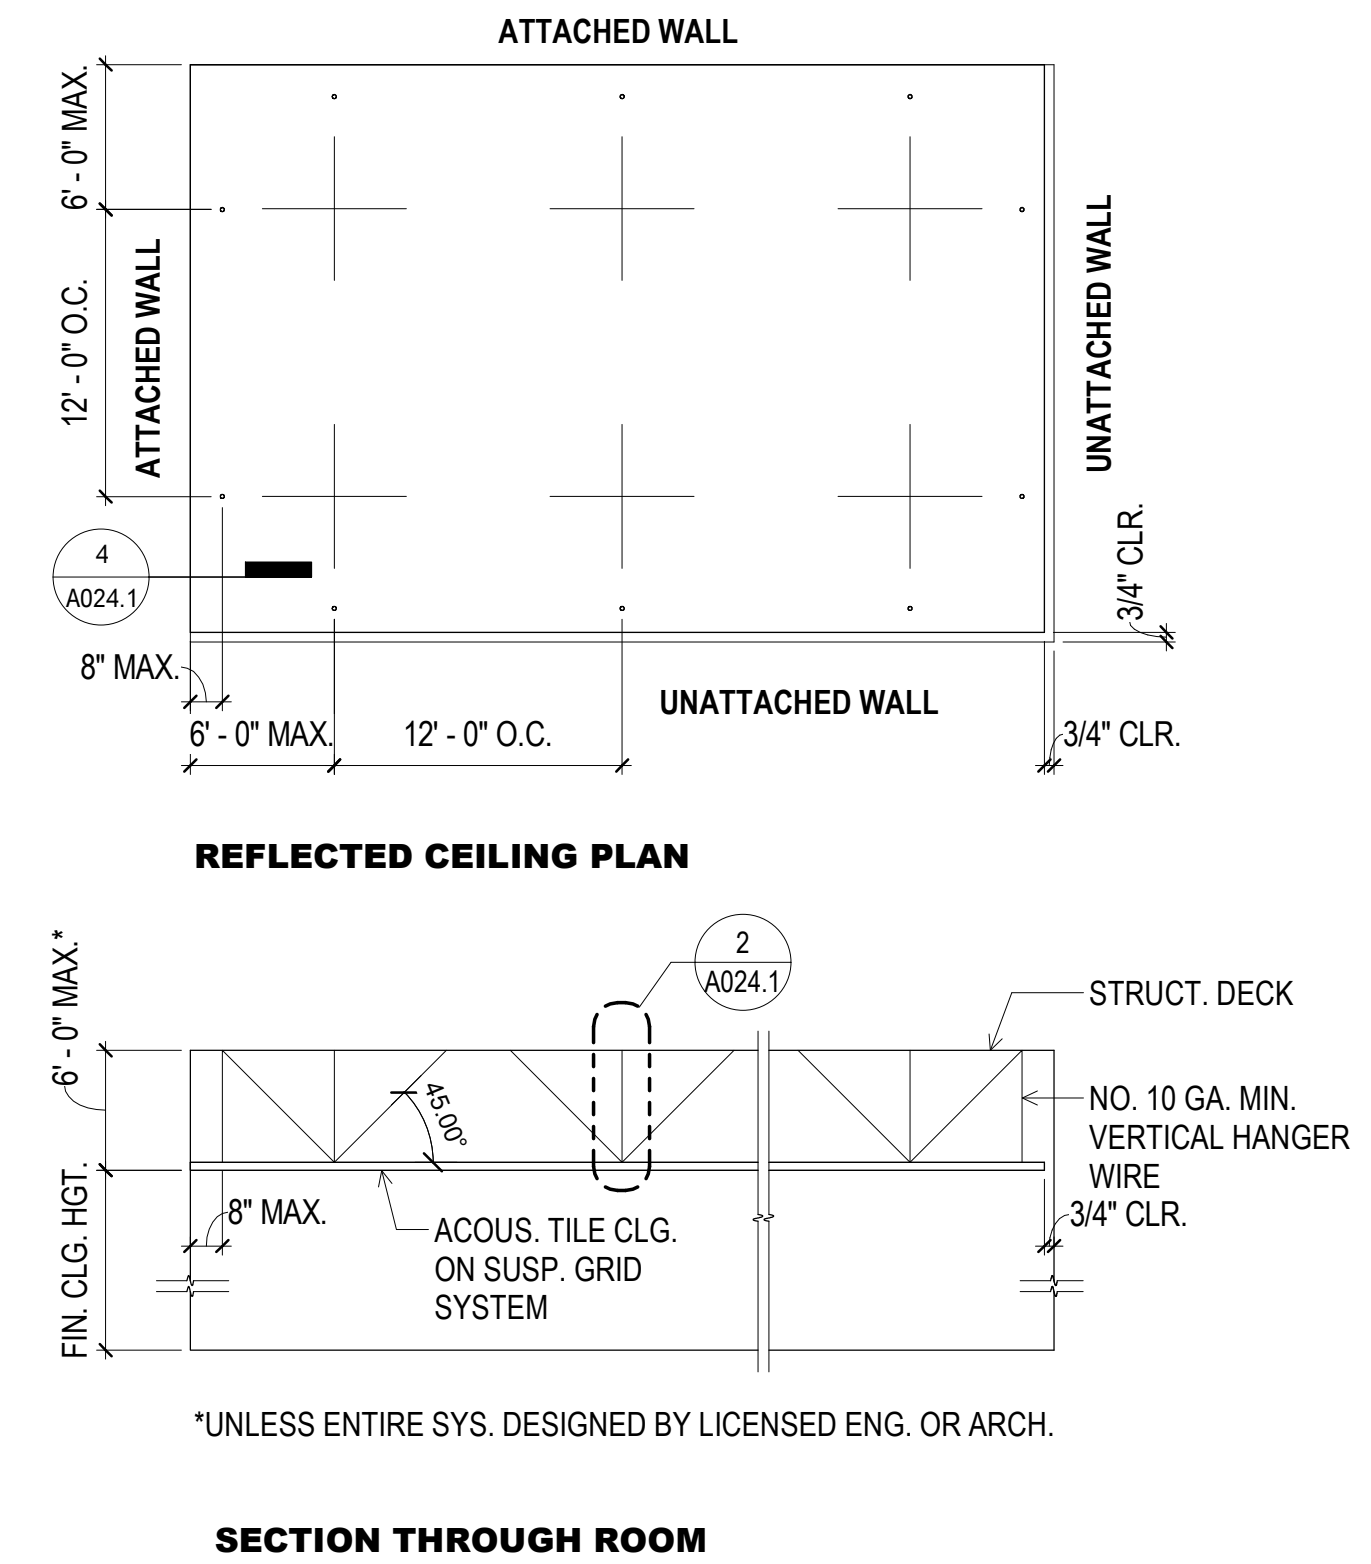 ATTACHED WALL
6' - 0" MAX.
12' - 0" O.C.
ATTACHED WALL
UNATTACHED WALL
4
A024.1
3/4" CLR.
8" MAX.
UNATTACHED WALL
6' - 0" MAX.
12' - 0" O.C.
3/4" CLR.
REFLECTED CEILING PLAN
6' - 0" MAX.*
2
A024.1
STRUCT. DECK
45.00°
NO. 10 GA. MIN.
VERTICAL HANGER
WIRE
FIN. CLG. HGT.
8" MAX.
ACOUS. TILE CLG.
ON SUSP. GRID
SYSTEM
3/4" CLR.
*UNLESS ENTIRE SYS. DESIGNED BY LICENSED ENG. OR ARCH.
SECTION THROUGH ROOM